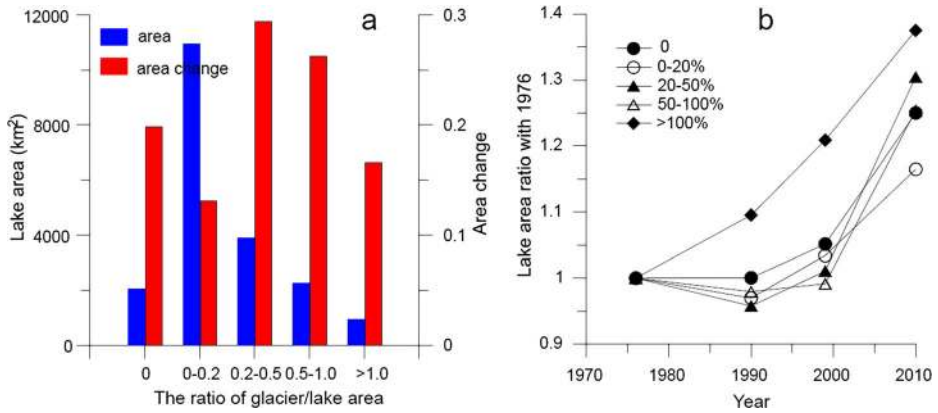 a
12000
8000
4000
0
Lake area (km²)
area
area change
0.3
0.2
0.1
0
Area change
0 0-0.2 0.2-0.5 0.5-1.0 >1.0
The ratio of glacier/lake area
b
1.4
1.3
1.2
1.1
1
0.9
Lake area ratio with 1976
0
0-20%
20-50%
50-100%
>100%
1970 1980 1990 2000 2010
Year